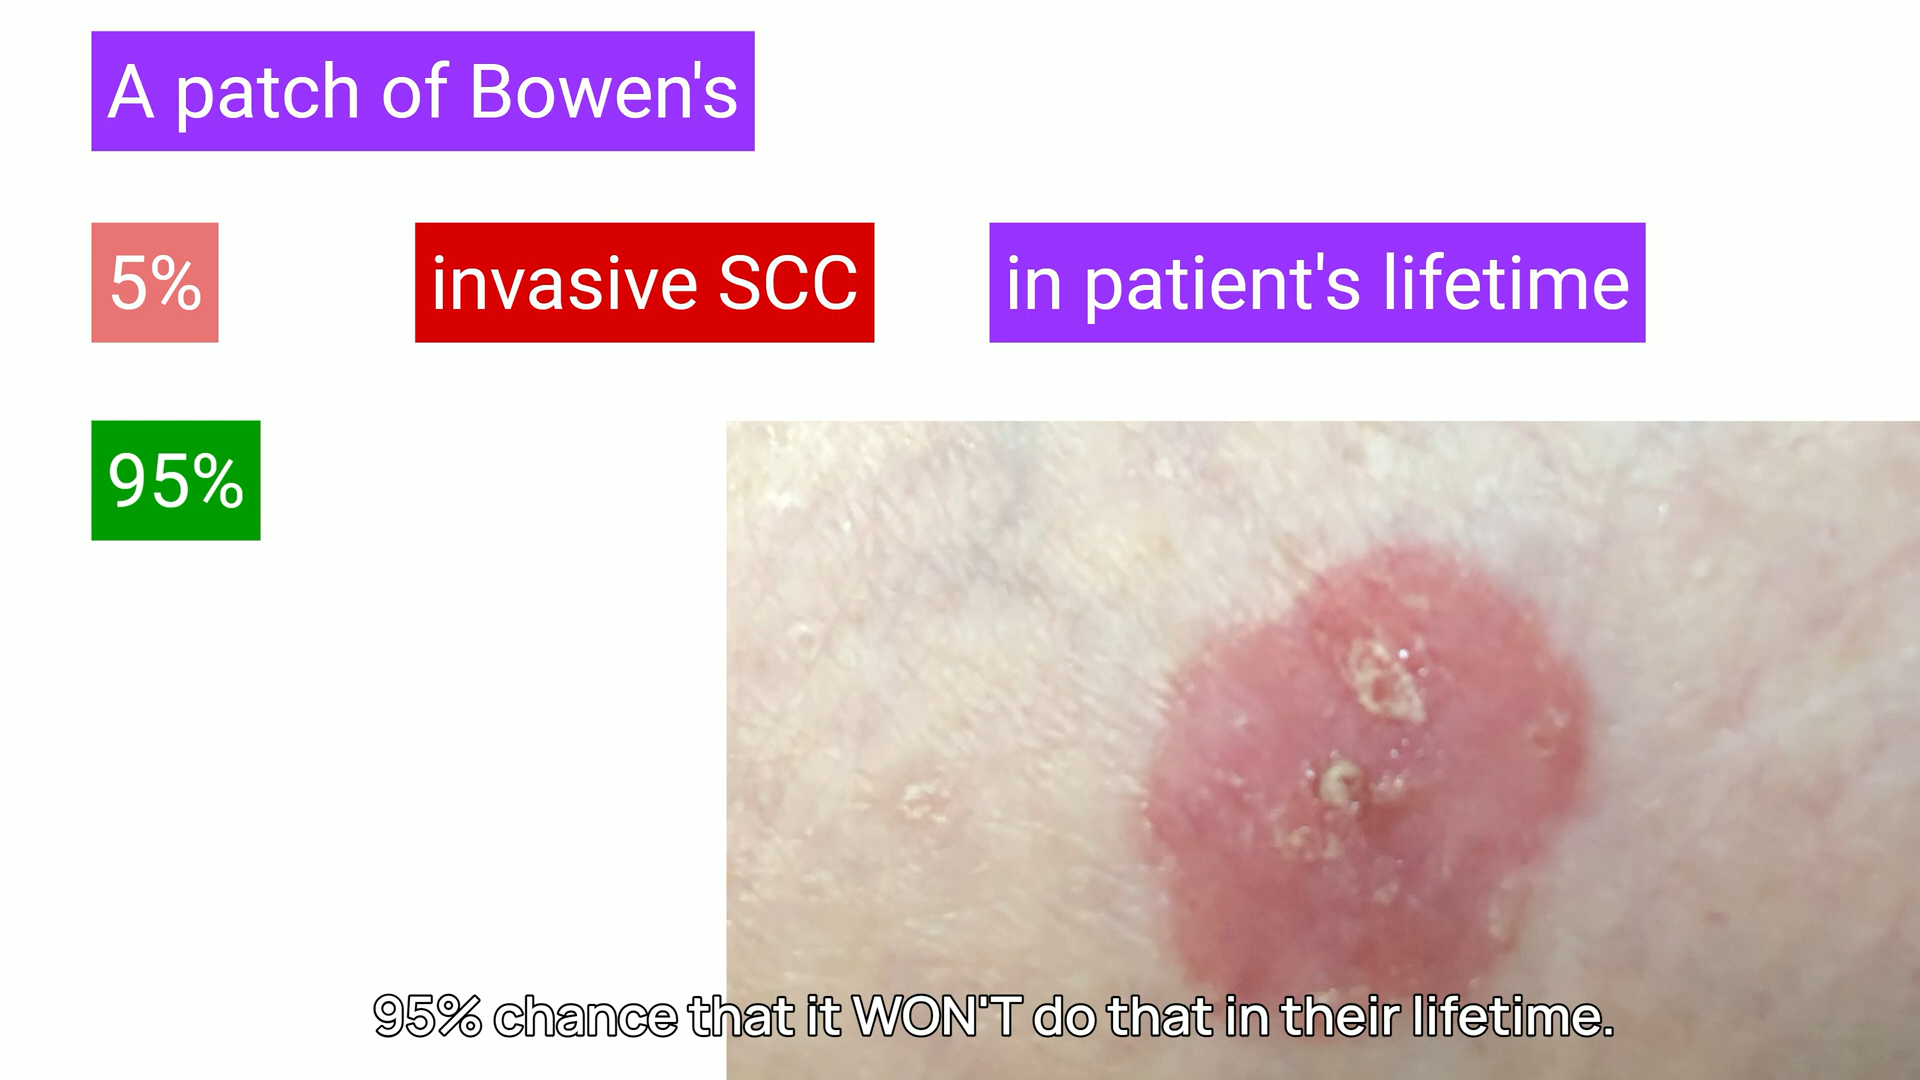 A patch of Bowen's
5% invasive SCC in patient's lifetime
95%
95% chance that it WON'T do that in their lifetime.